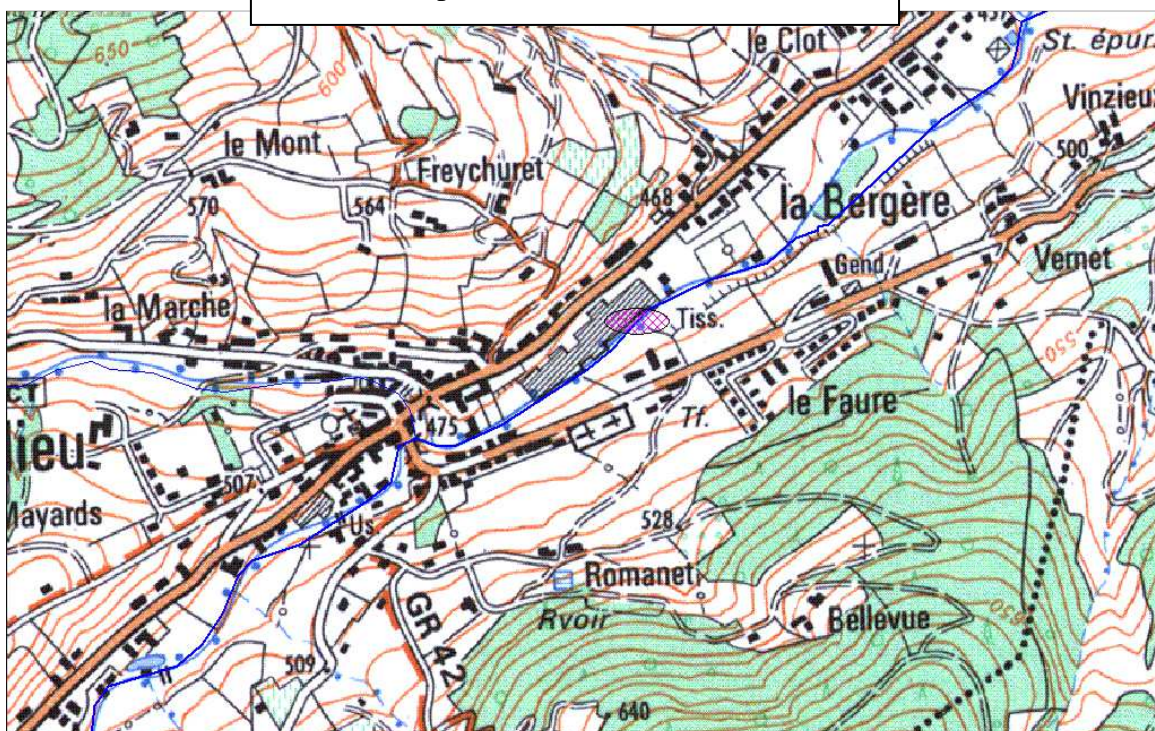 650
600
le Clot
St. épur.
Vinzieux
le Mont
Freychuret
500
570
564
468
la Bergère
Vernet
Gend.
la Marche
Tiss.
550
le Faure
475
Tf.
lieu
507
Mayards
Us.
528
Romanet
Rvoir
Bellevue
650
GR 42
509
640